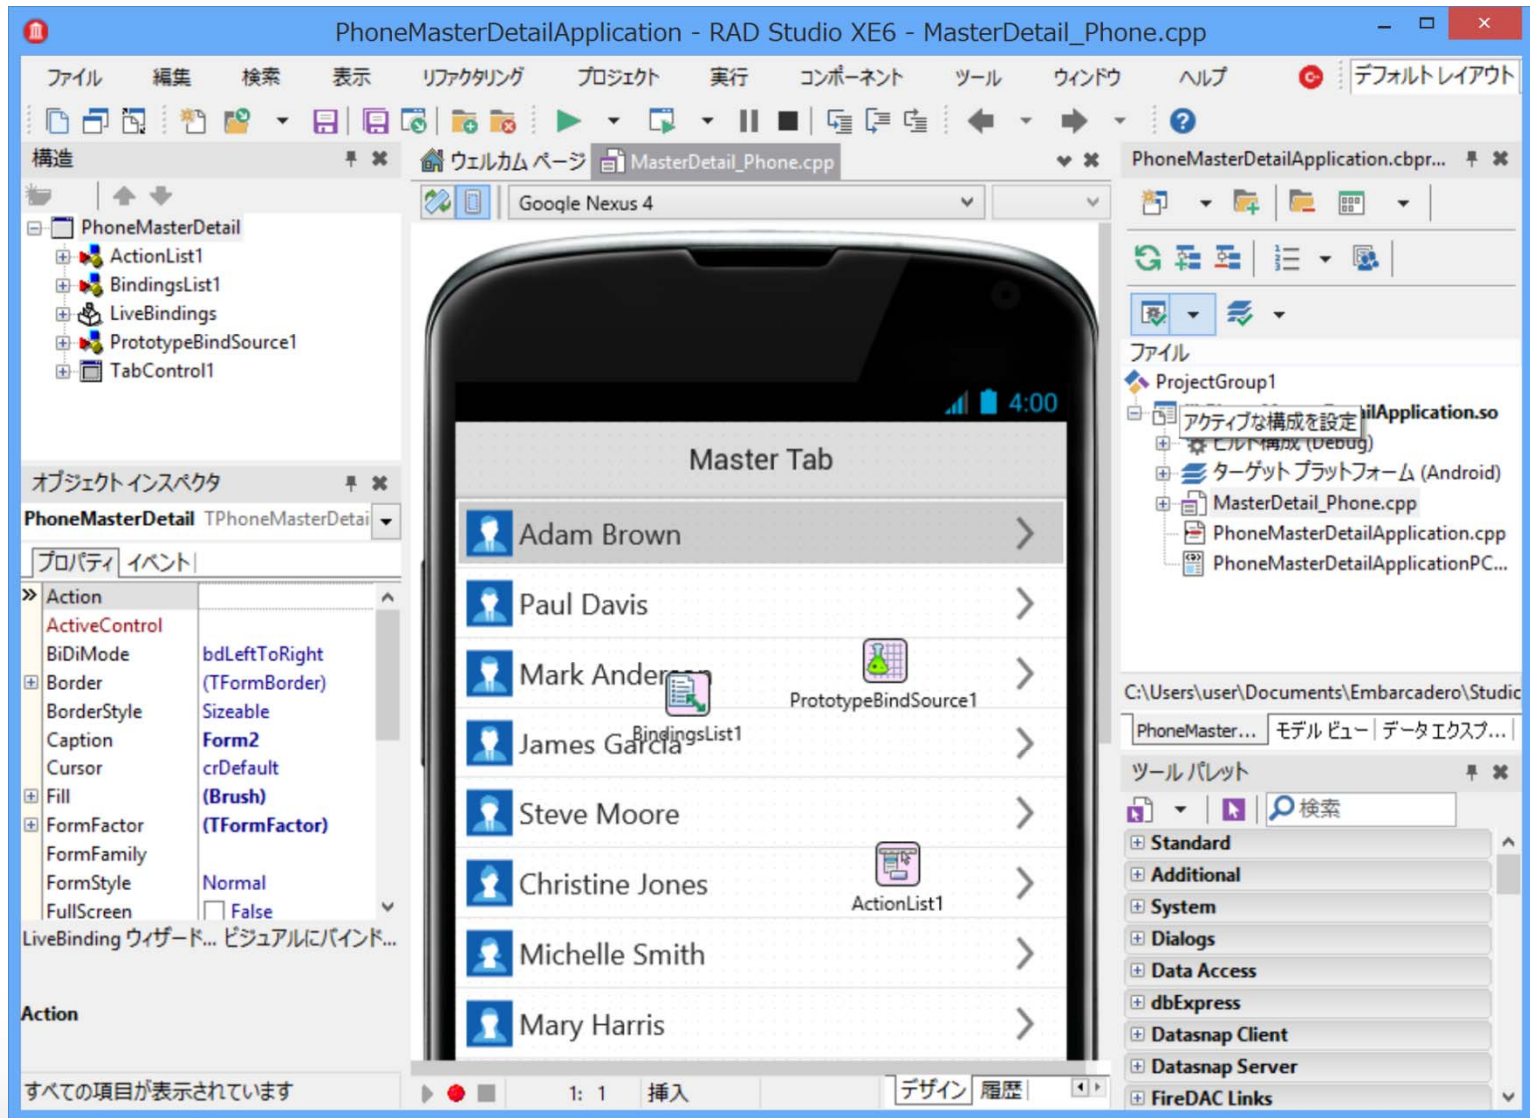 PhoneMasterDetailApplication - RAD Studio XE6 - MasterDetail_Phone.cpp
ファイル 編集 検索 表示 リファクタリング プロジェクト 実行 コンポーネント ツール ウィンドウ ヘルプ デフォルト レイアウト
構造
PhoneMasterDetail
ActionList1
BindingsList1
LiveBindings
PrototypeBindSource1
TabControl1
オブジェクト インスペクタ
PhoneMasterDetail TPhoneMasterDetai
プロパティ イベント
Action
ActiveControl
BiDiMode bdLeftToRight
Border (TFormBorder)
BorderStyle Sizeable
Caption Form2
Cursor crDefault
Fill (Brush)
FormFactor (TFormFactor)
FormFamily
FormStyle Normal
FullScreen False
LiveBinding ウィザード... ビジュアルにバインド...
Action
すべての項目が表示されています
ウェルカム ページ MasterDetail_Phone.cpp
Google Nexus 4
4:00
Master Tab
Adam Brown
Paul Davis
Mark Anderson
PrototypeBindSource1
BindingsList1
James Garcia
Steve Moore
Christine Jones
ActionList1
Michelle Smith
Mary Harris
1: 1 挿入 デザイン 履歴
PhoneMasterDetailApplication.cbpr...
ファイル
ProjectGroup1
ilApplication.so
アクティブな構成を設定
ビルド構成 (Debug)
ターゲット プラットフォーム (Android)
MasterDetail_Phone.cpp
PhoneMasterDetailApplication.cpp
PhoneMasterDetailApplicationPC...
C:\Users\user\Documents\Embarcadero\Studic
PhoneMaster... モデル ビュー データ エクスプ...
ツール パレット
検索
Standard
Additional
System
Dialogs
Data Access
dbExpress
Datasnap Client
Datasnap Server
FireDAC Links